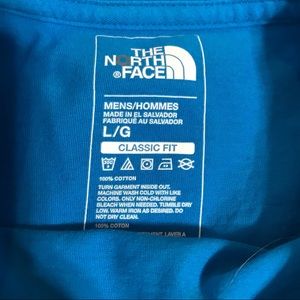 THE
NORTH
FACE
®
MENS/HOMMES
MADE IN EL SALVADOR
FABRIQUÉ AU SALVADOR
L/G
CLASSIC FIT
100% COTTON
TURN GARMENT INSIDE OUT.
MACHINE WASH COLD WITH LIKE
COLORS. ONLY NON-CHLORINE
BLEACH WHEN NEEDED. TUMBLE DRY
LOW. WARM IRON AS DESIRED. DO
NOT DRY CLEAN.
100% COTON
LAVER À